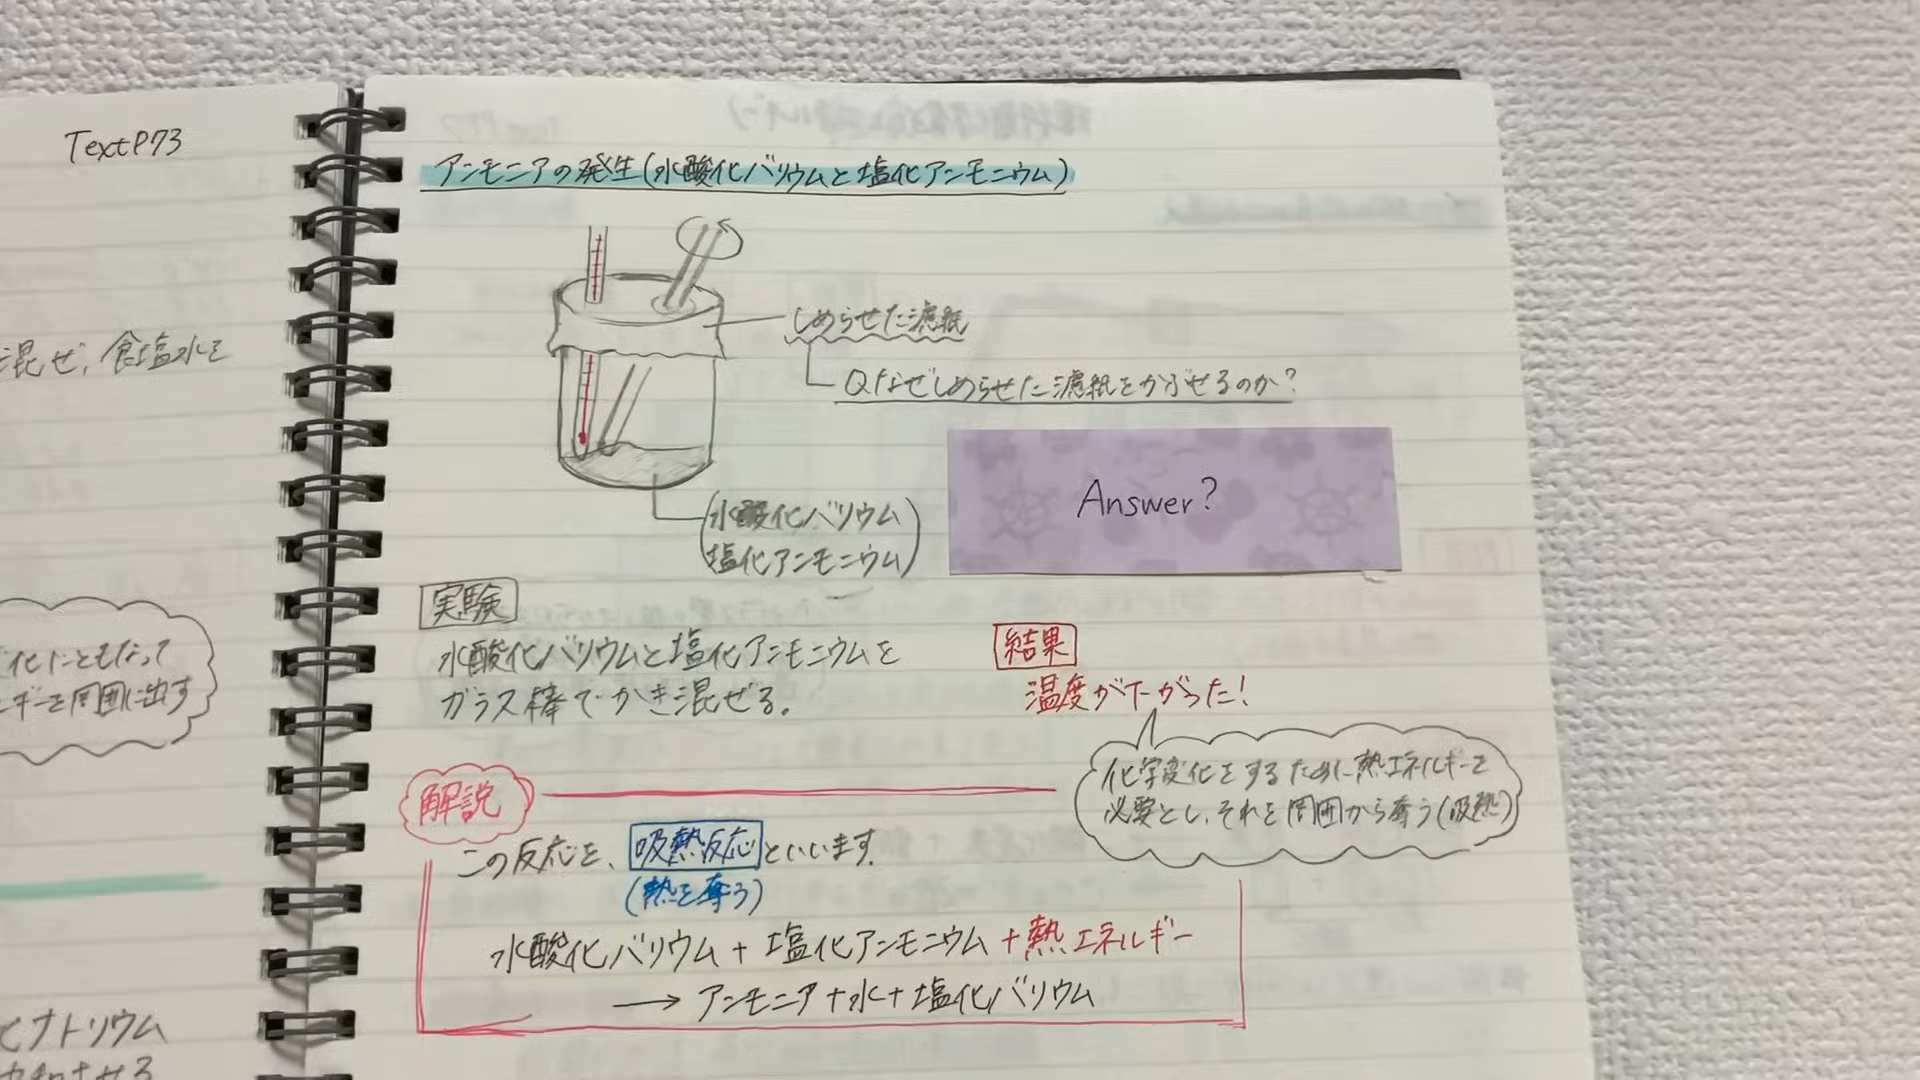 TextP73
混ぜ,食塩水を
化にともなって
ギーを周囲に出す
ナトリウム
アンモニアの発生(水酸化バリウムと塩化アンモニウム)
しめらせた濾紙
Qなぜしめらせた濾紙をかぶせるのか?
Answer?
(水酸化バリウム
塩化アンモニウム)
実験
水酸化バリウムと塩化アンモニウムを
ガラス棒でかき混ぜる。
結果
温度が下がった!
化学変化をするために熱エネルギーを
必要とし、それを周囲から奪う(吸熱)
解説
この反応を、吸熱反応といいます。
(熱を奪う)
水酸化バリウム+塩化アンモニウム+熱エネルギー
→アンモニア+水+塩化バリウム